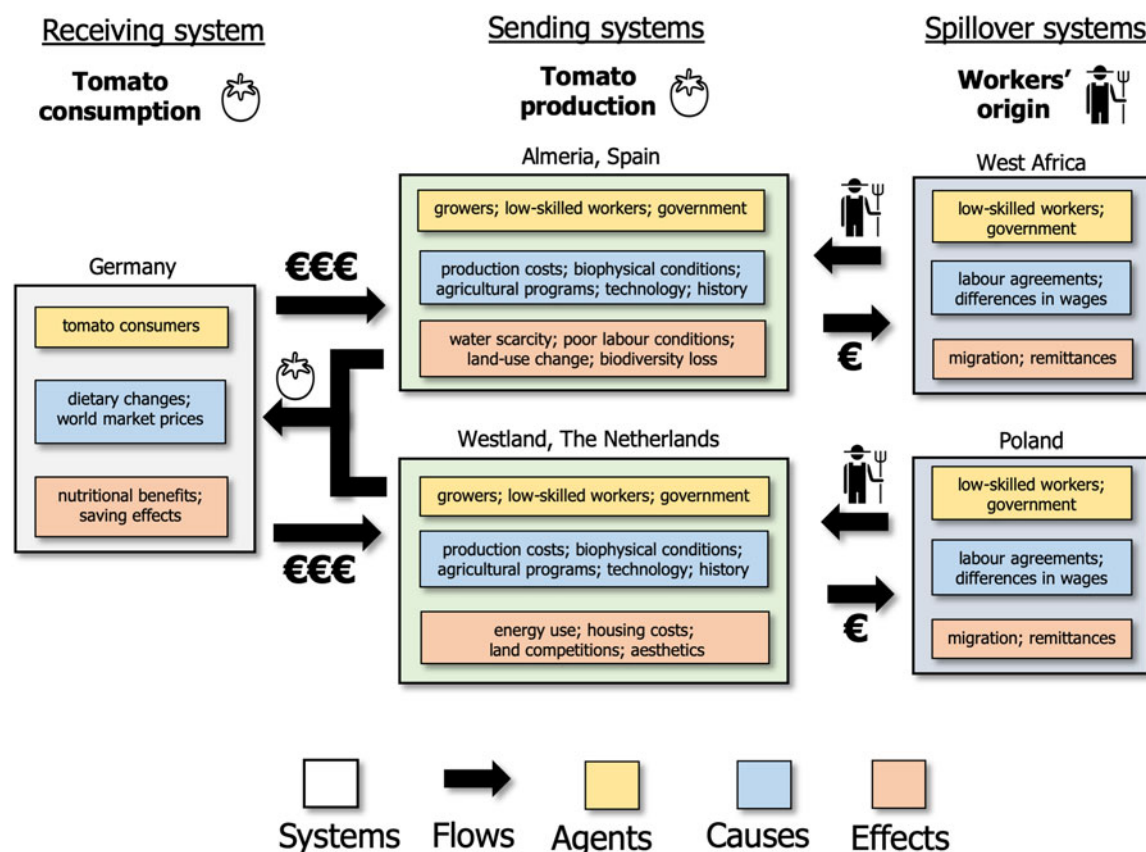 Receiving system
Sending systems
Spillover systems
Tomato
consumption
Tomato
production
Workers'
origin
Almeria, Spain
West Africa
growers; low-skilled workers; government
low-skilled workers;
government
Germany
€€€
production costs; biophysical conditions;
agricultural programs; technology; history
labour agreements;
differences in wages
tomato consumers
water scarcity; poor labour conditions;
land-use change; biodiversity loss
€
migration; remittances
dietary changes;
world market prices
Westland, The Netherlands
Poland
nutritional benefits;
saving effects
growers; low-skilled workers; government
low-skilled workers;
government
€€€
production costs; biophysical conditions;
agricultural programs; technology; history
labour agreements;
differences in wages
energy use; housing costs;
land competitions; aesthetics
€
migration; remittances
Systems
Flows
Agents
Causes
Effects